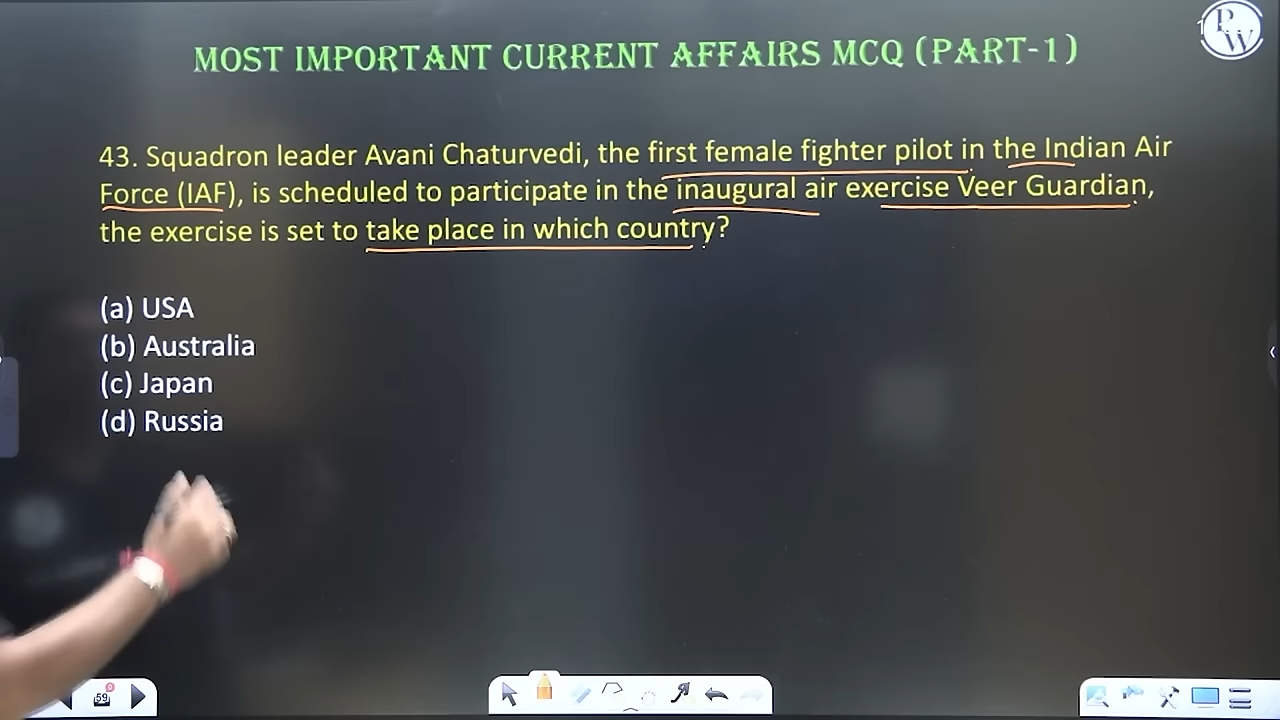 PW
MOST IMPORTANT CURRENT AFFAIRS MCQ (PART-1)
43. Squadron leader Avani Chaturvedi, the first female fighter pilot in the Indian Air
Force (IAF), is scheduled to participate in the inaugural air exercise Veer Guardian,
the exercise is set to take place in which country?
(a) USA
(b) Australia
(c) Japan
(d) Russia
59